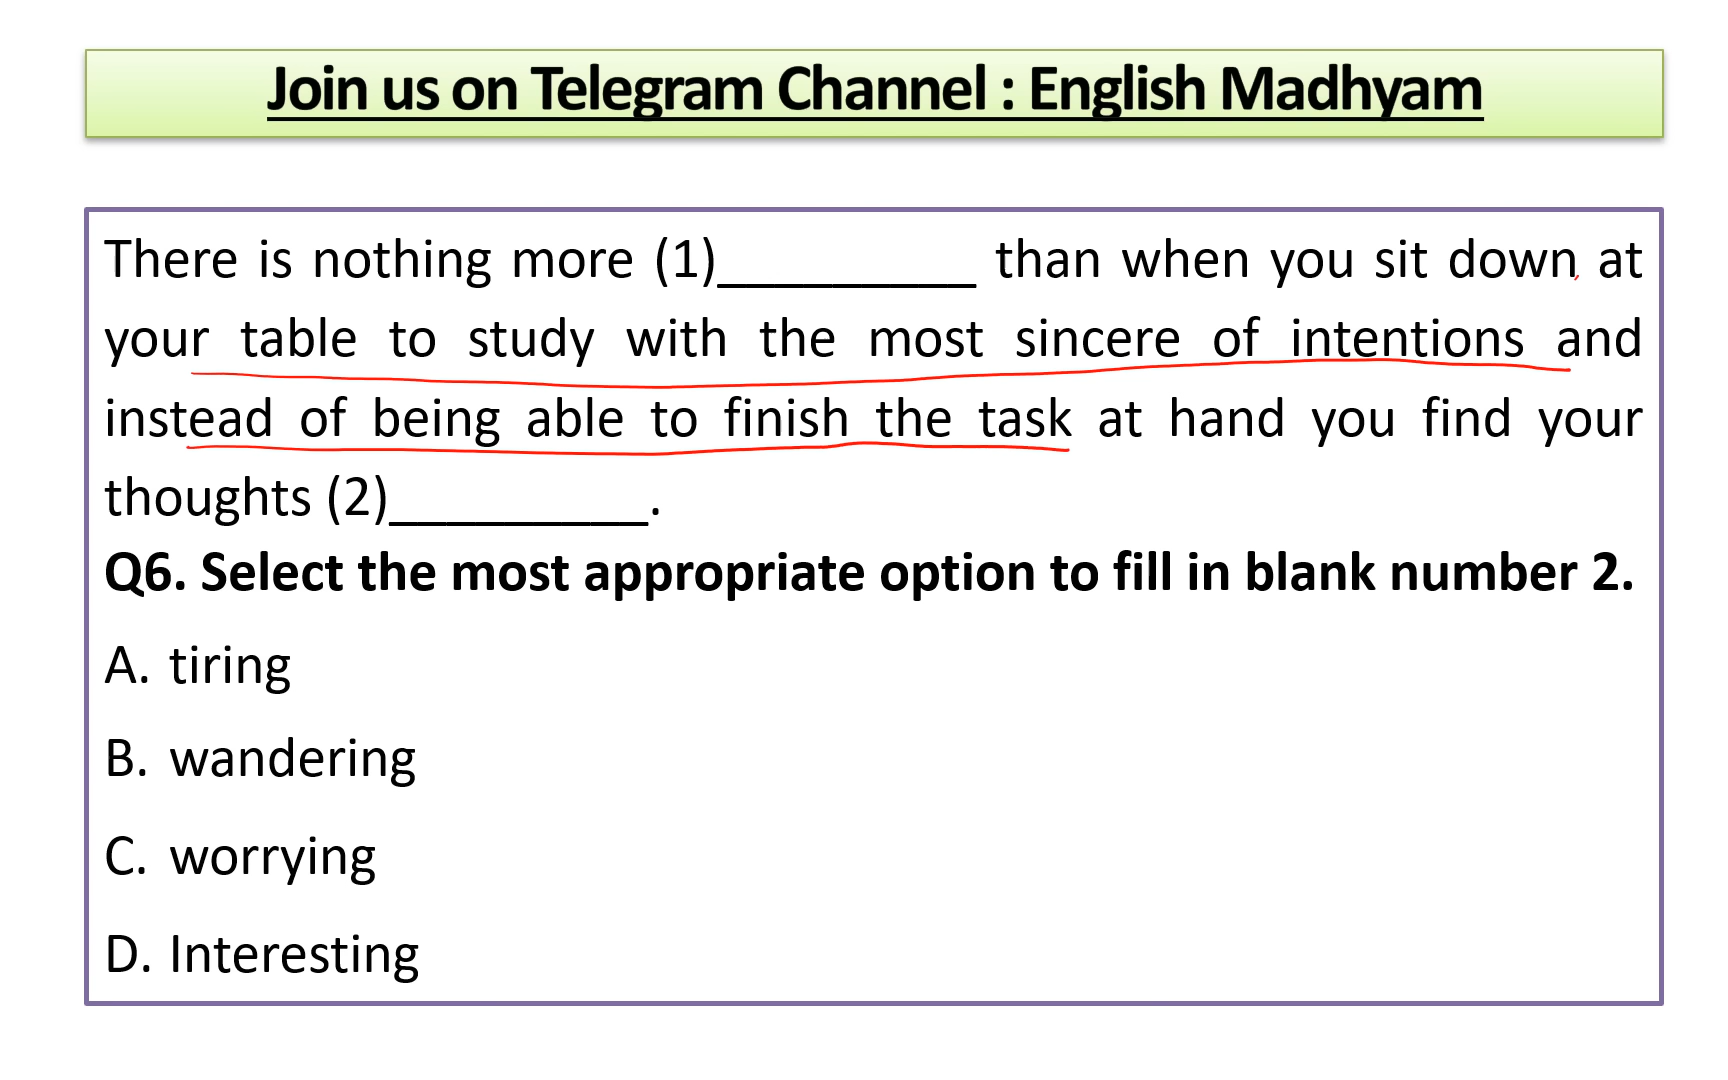 Join us on Telegram Channel : English Madhyam
There is nothing more (1)_________ than when you sit down at
your table to study with the most sincere of intentions and
instead of being able to finish the task at hand you find your
thoughts (2)_________.
Q6. Select the most appropriate option to fill in blank number 2.
A. tiring
B. wandering
C. worrying
D. Interesting